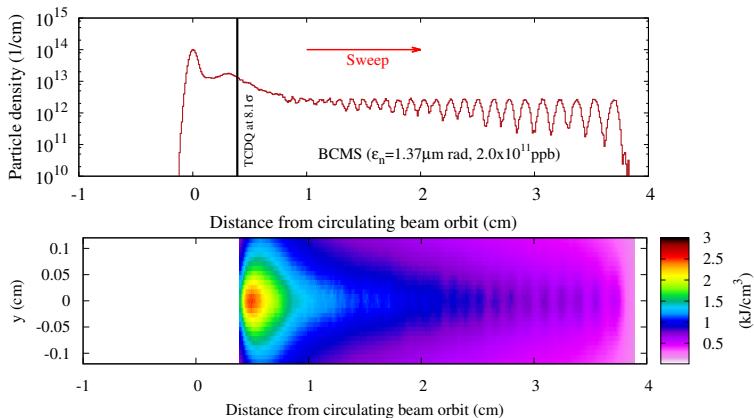 Particle density (1/cm)
10^15
10^14
10^13
10^12
10^11
10^10
Sweep
TCDQ at 8.1σ
BCMS (ε_n=1.37μm rad, 2.0x10^11ppb)
-1 0 1 2 3 4
Distance from circulating beam orbit (cm)
y (cm)
0.1
0.05
0
-0.05
-0.1
-1 0 1 2 3 4
Distance from circulating beam orbit (cm)
3
2.5
2
1.5
1
0.5
(kJ/cm^3)